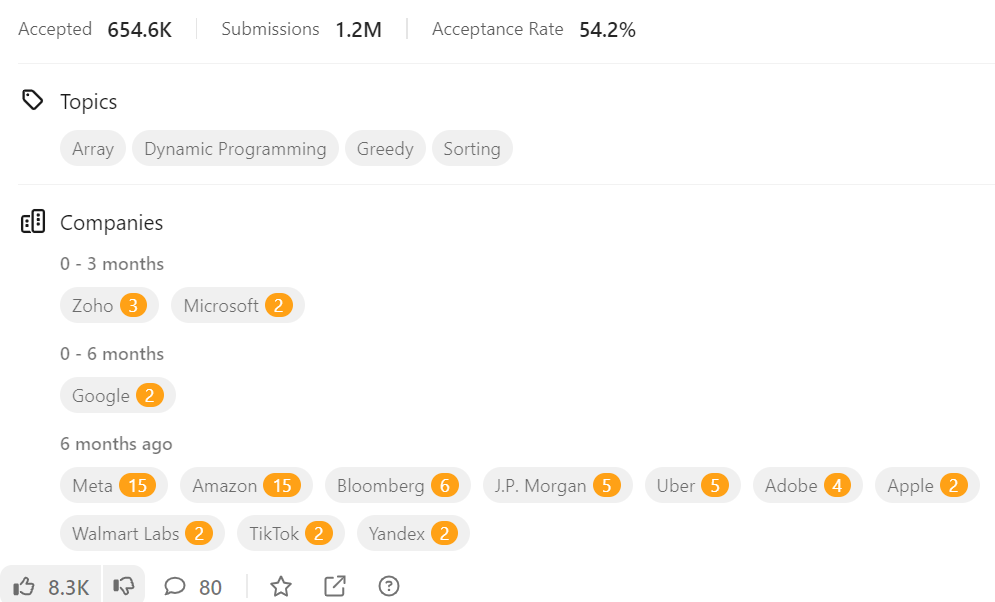 Accepted 654.6K Submissions 1.2M Acceptance Rate 54.2%
Topics
Array Dynamic Programming Greedy Sorting
Companies
0 - 3 months
Zoho 3 Microsoft 2
0 - 6 months
Google 2
6 months ago
Meta 15 Amazon 15 Bloomberg 6 J.P. Morgan 5 Uber 5 Adobe 4 Apple 2
Walmart Labs 2 TikTok 2 Yandex 2
8.3K 80 ?